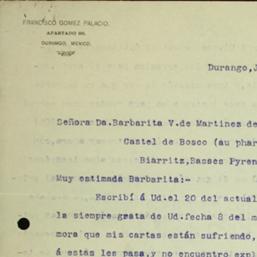 FRANCISCO GOMEZ PALACIO.
APARTADO 20.
DURANGO, MEXICO.
Durango, J
Señora Da. Barbarita V. de Martinez de
Castel de Bosco (au phar
Biarritz, Basses Pyren
Muy estimada Barbarita:-
Escribí á Ud. el 20 del actual
la siempre grata de Ud. fecha 8 del m
mora que mis cartas están sufriendo,
á estás les pasa, y no encuentro expl